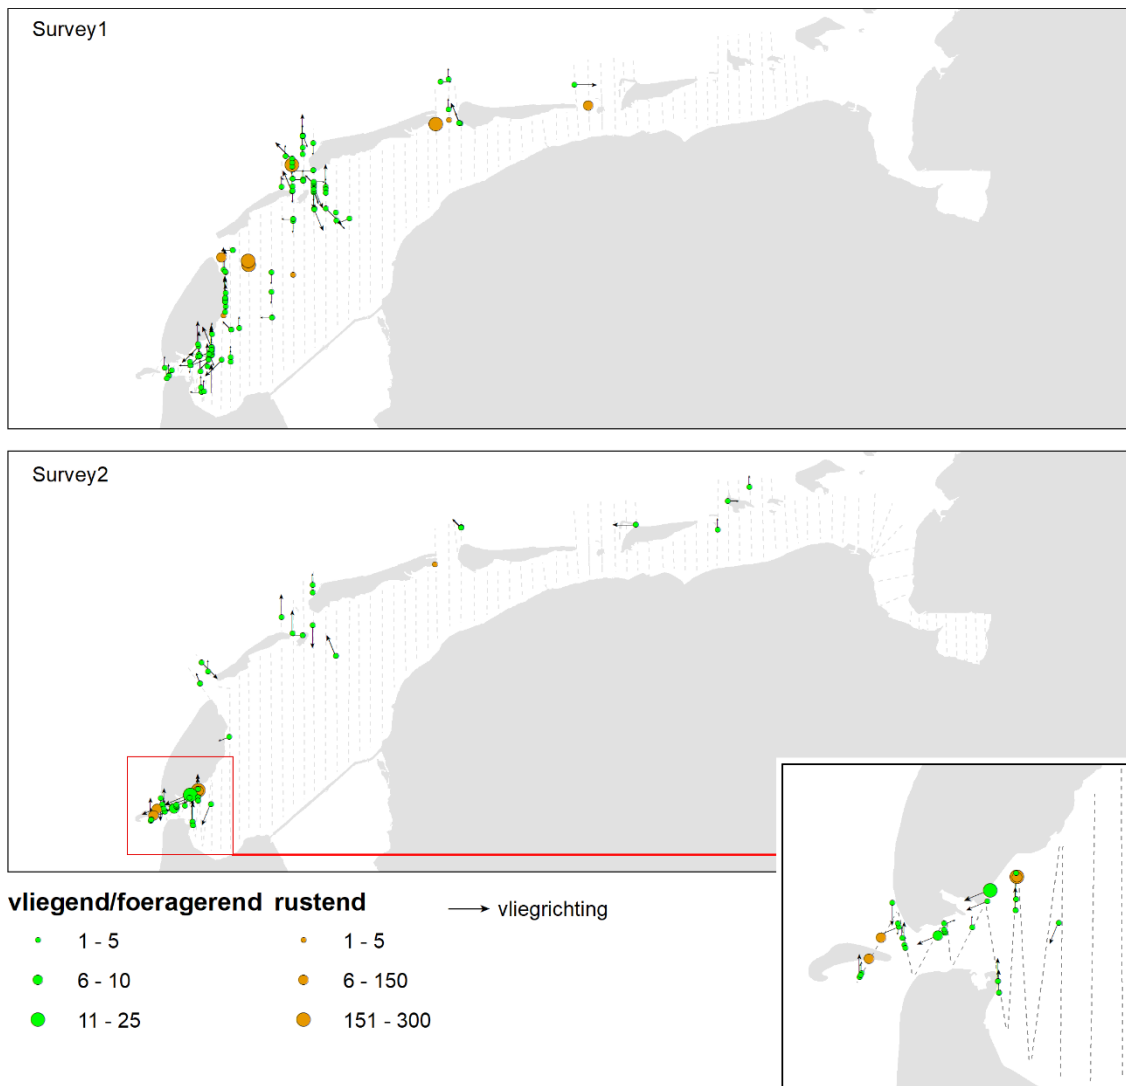 Survey1
Survey2
vliegend/foeragerend rustend
vliegrichting
1 - 5 1 - 5
6 - 10 6 - 150
11 - 25 151 - 300